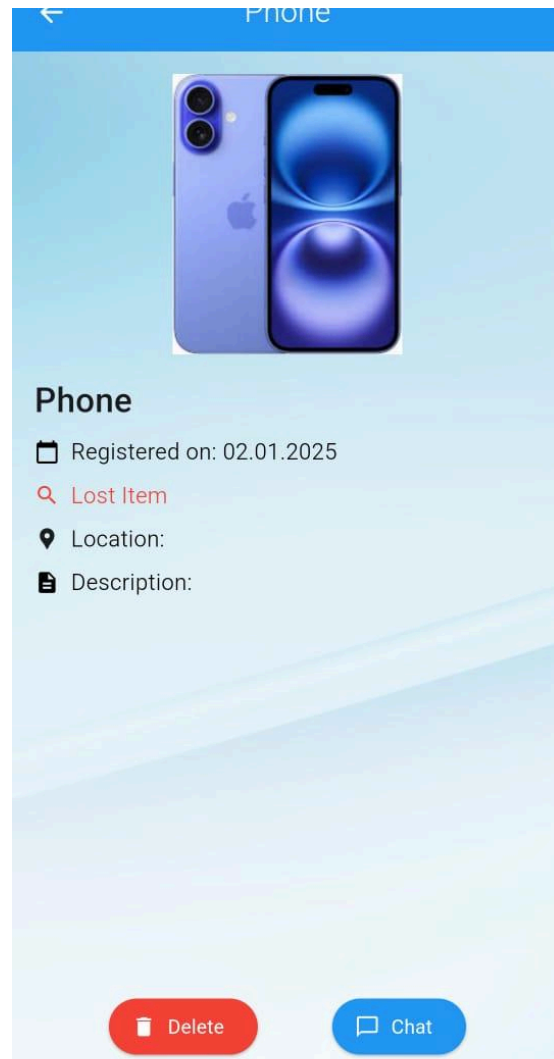 Phone
Phone
Registered on: 02.01.2025
Lost Item
Location:
Description:
Delete
Chat